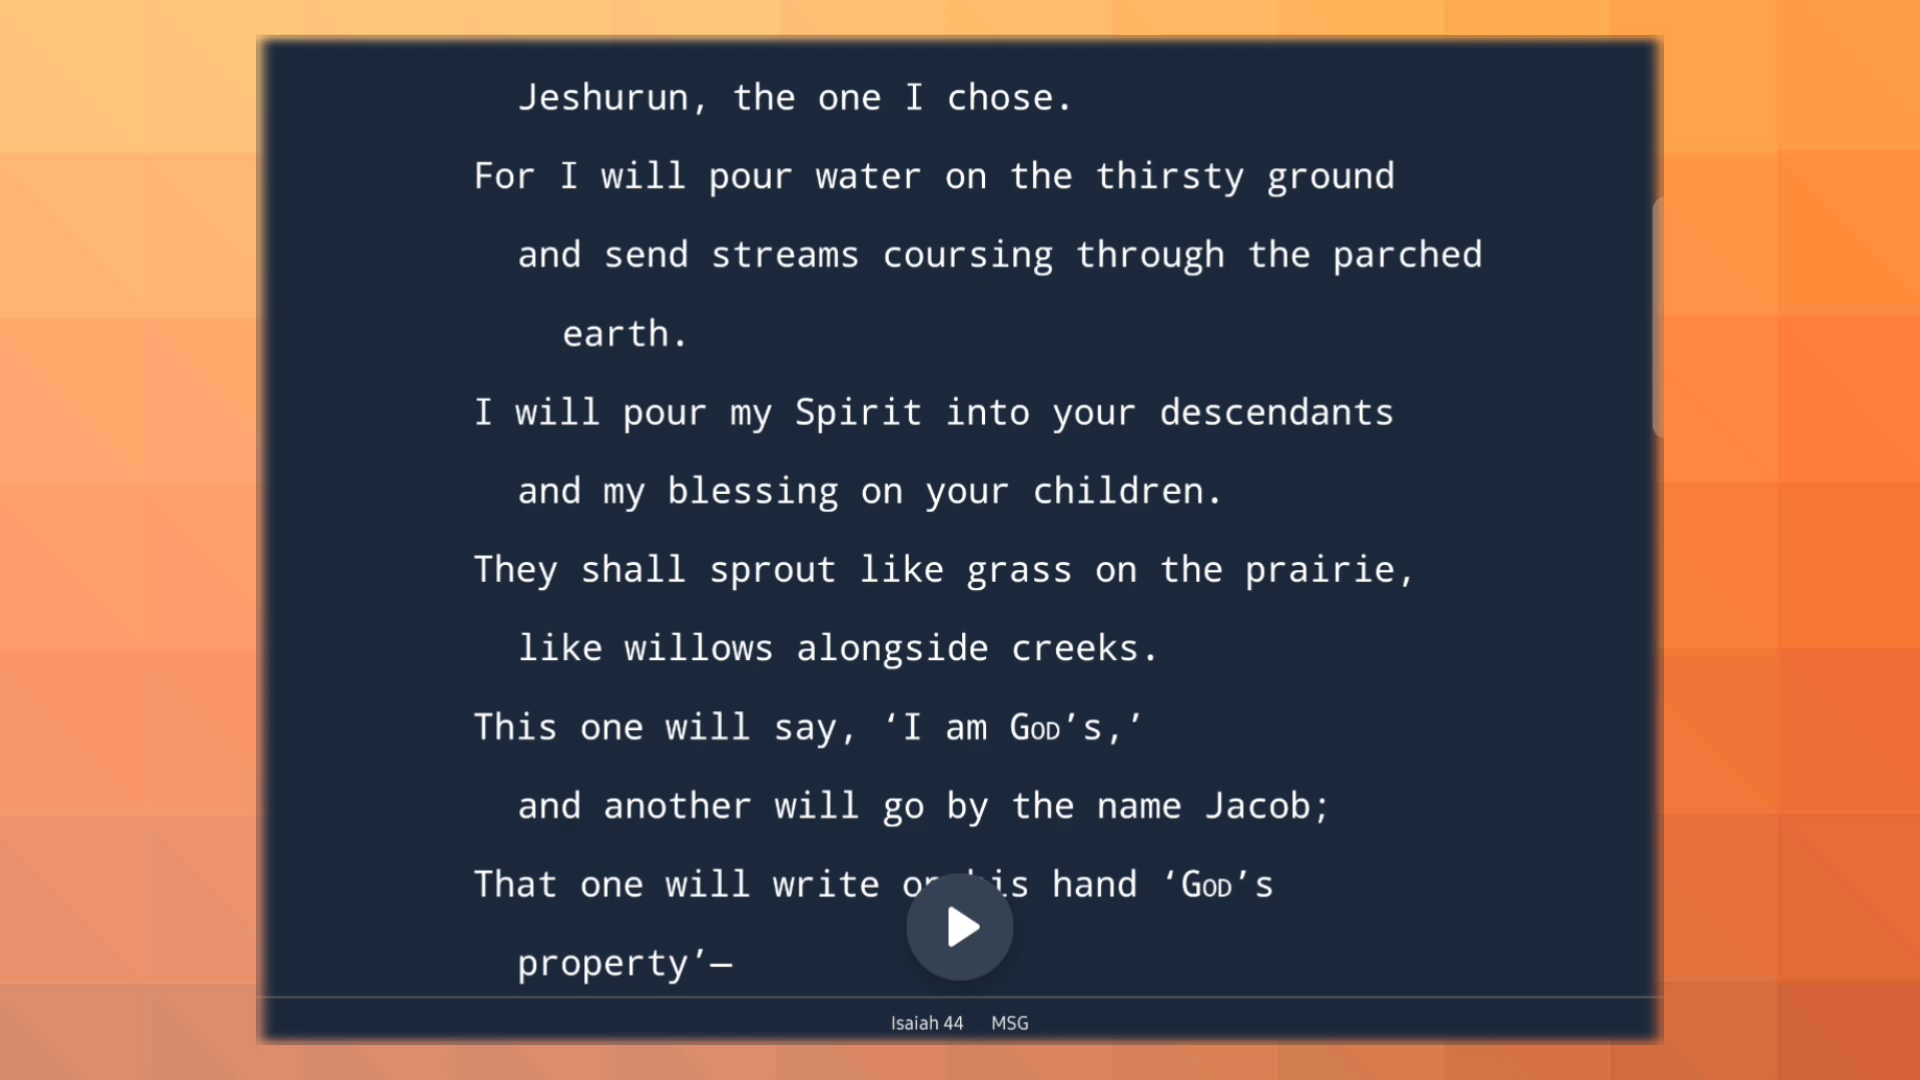 Jeshurun, the one I chose.
For I will pour water on the thirsty ground
and send streams coursing through the parched
earth.
I will pour my Spirit into your descendants
and my blessing on your children.
They shall sprout like grass on the prairie,
like willows alongside creeks.
This one will say, ‘I am GOD’s,’
and another will go by the name Jacob;
That one will write on his hand ‘GOD’s
property’—
Isaiah 44 MSG